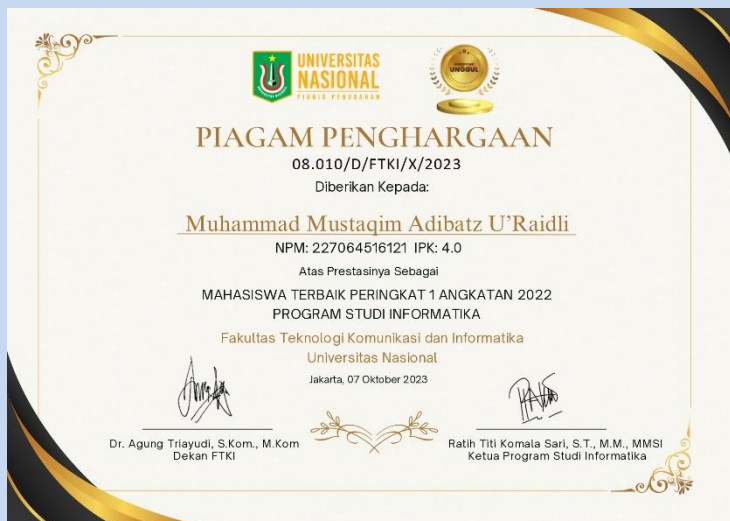 UNIVERSITAS
NASIONAL
PIONIR PERUBAHAN
UNGGUL
PIAGAM PENGHARGAAN
08.010/D/FTKI/X/2023
Diberikan Kepada:
Muhammad Mustaqim Adibatz U'Raidli
NPM: 227064516121 IPK: 4.0
Atas Prestasinya Sebagai
MAHASISWA TERBAIK PERINGKAT 1 ANGKATAN 2022
PROGRAM STUDI INFORMATIKA
Fakultas Teknologi Komunikasi dan Informatika
Universitas Nasional
Jakarta, 07 Oktober 2023
Dr. Agung Triayudi, S.Kom., M.Kom
Dekan FTKI
Ratih Titi Komala Sari, S.T., M.M., MMSI
Ketua Program Studi Informatika